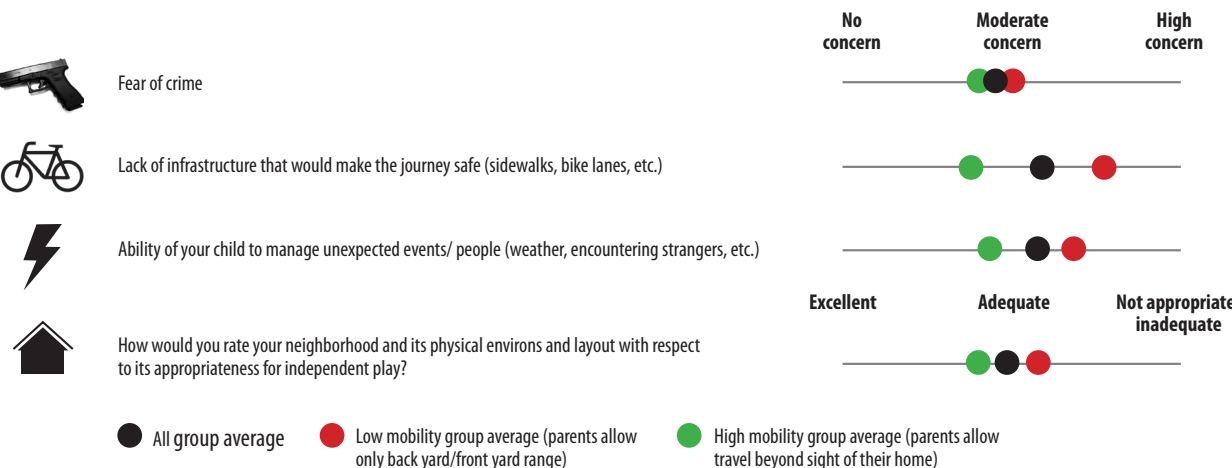 No
concern
Moderate
concern
High
concern
Fear of crime
Lack of infrastructure that would make the journey safe (sidewalks, bike lanes, etc.)
Ability of your child to manage unexpected events/ people (weather, encountering strangers, etc.)
Excellent
Adequate
Not appropriate
inadequate
How would you rate your neighborhood and its physical environs and layout with respect
to its appropriateness for independent play?
All group average
Low mobility group average (parents allow
only back yard/front yard range)
High mobility group average (parents allow
travel beyond sight of their home)